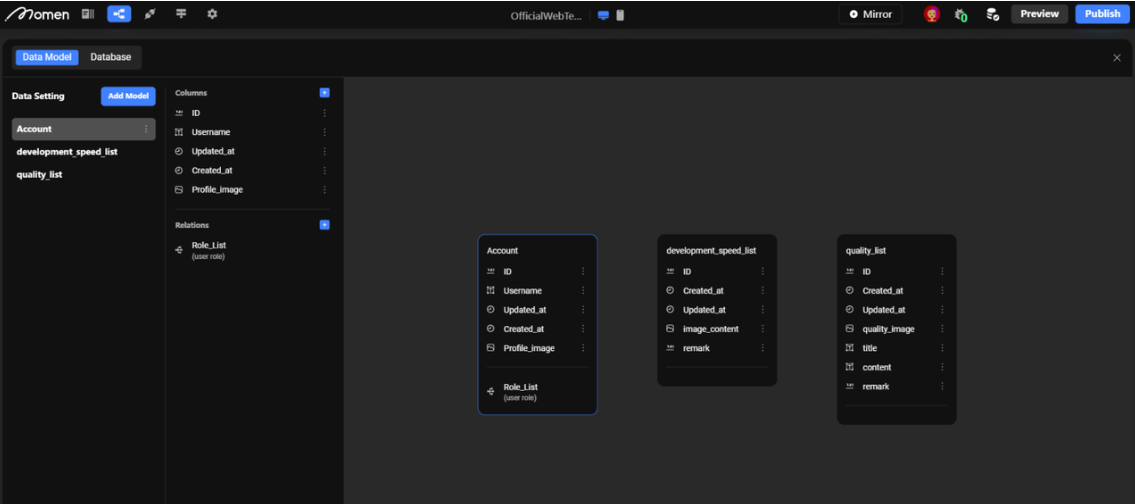 Momen
OfficialWebTe...
Mirror
0
Preview
Publish
Data Model
Database
Data Setting
Add Model
Account
development_speed_list
quality_list
Columns
ID
Username
Updated_at
Created_at
Profile_image
Relations
Role_List
(user role)
Account
ID
Username
Updated_at
Created_at
Profile_image
Role_List
(user role)
development_speed_list
ID
Created_at
Updated_at
image_content
remark
quality_list
ID
Created_at
Updated_at
quality_image
title
content
remark